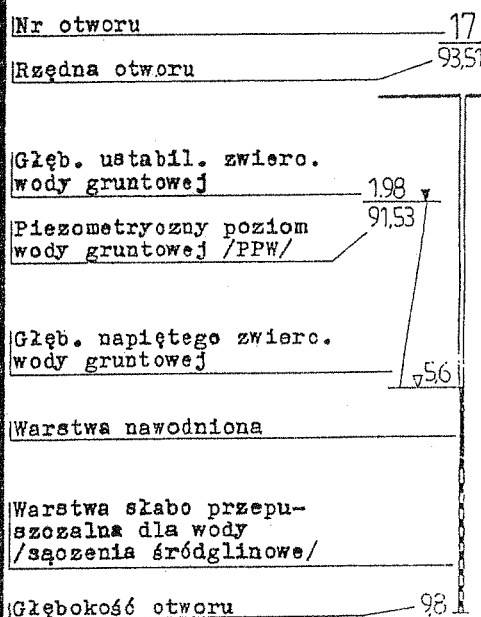 Nr otworu
17
93,51
Rzędna otworu
Głęb. ustabil. zwierc.
wody gruntowej
1.98
91,53
Piezometryczny poziom
wody gruntowej /PPW/
Głęb. napiętego zwierc.
wody gruntowej
5,6
Warstwa nawodniona
Warstwa słabo przepu-
szczalna dla wody
/sączenia śródglinowe/
Głębokość otworu
9,8